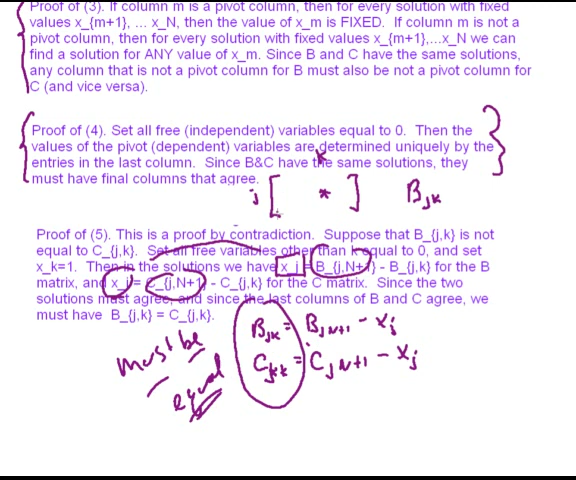 Proof of (3). If column m is a pivot column, then for every solution with fixed
values x_{m+1}, ... x_N, then the value of x_m is FIXED. If column m is not a
pivot column, then for every solution with fixed values x_{m+1},...x_N we can
find a solution for ANY value of x_m. Since B and C have the same solutions,
any column that is not a pivot column for B must also be not a pivot column for
C (and vice versa).
Proof of (4). Set all free (independent) variables equal to 0. Then the
values of the pivot (dependent) variables are determined uniquely by the
entries in the last column. Since B&C have the same solutions, they
must have final columns that agree.
k
j [ * ] B_jk
Proof of (5). This is a proof by contradiction. Suppose that B_{j,k} is not
equal to C_{j,k}. Set all free variables other than k equal to 0, and set
x_k=1. Then in the solutions we have x_j = B_{j,N+1} - B_{j,k} for the B
matrix, and x_j = C_{j,N+1} - C_{j,k} for the C matrix. Since the two
solutions must agree, and since the last columns of B and C agree, we
must have B_{j,k} = C_{j,k}.
B_jk = B_j N+1 - x_j
C_jk = C_j N+1 - x_j
must be
equal